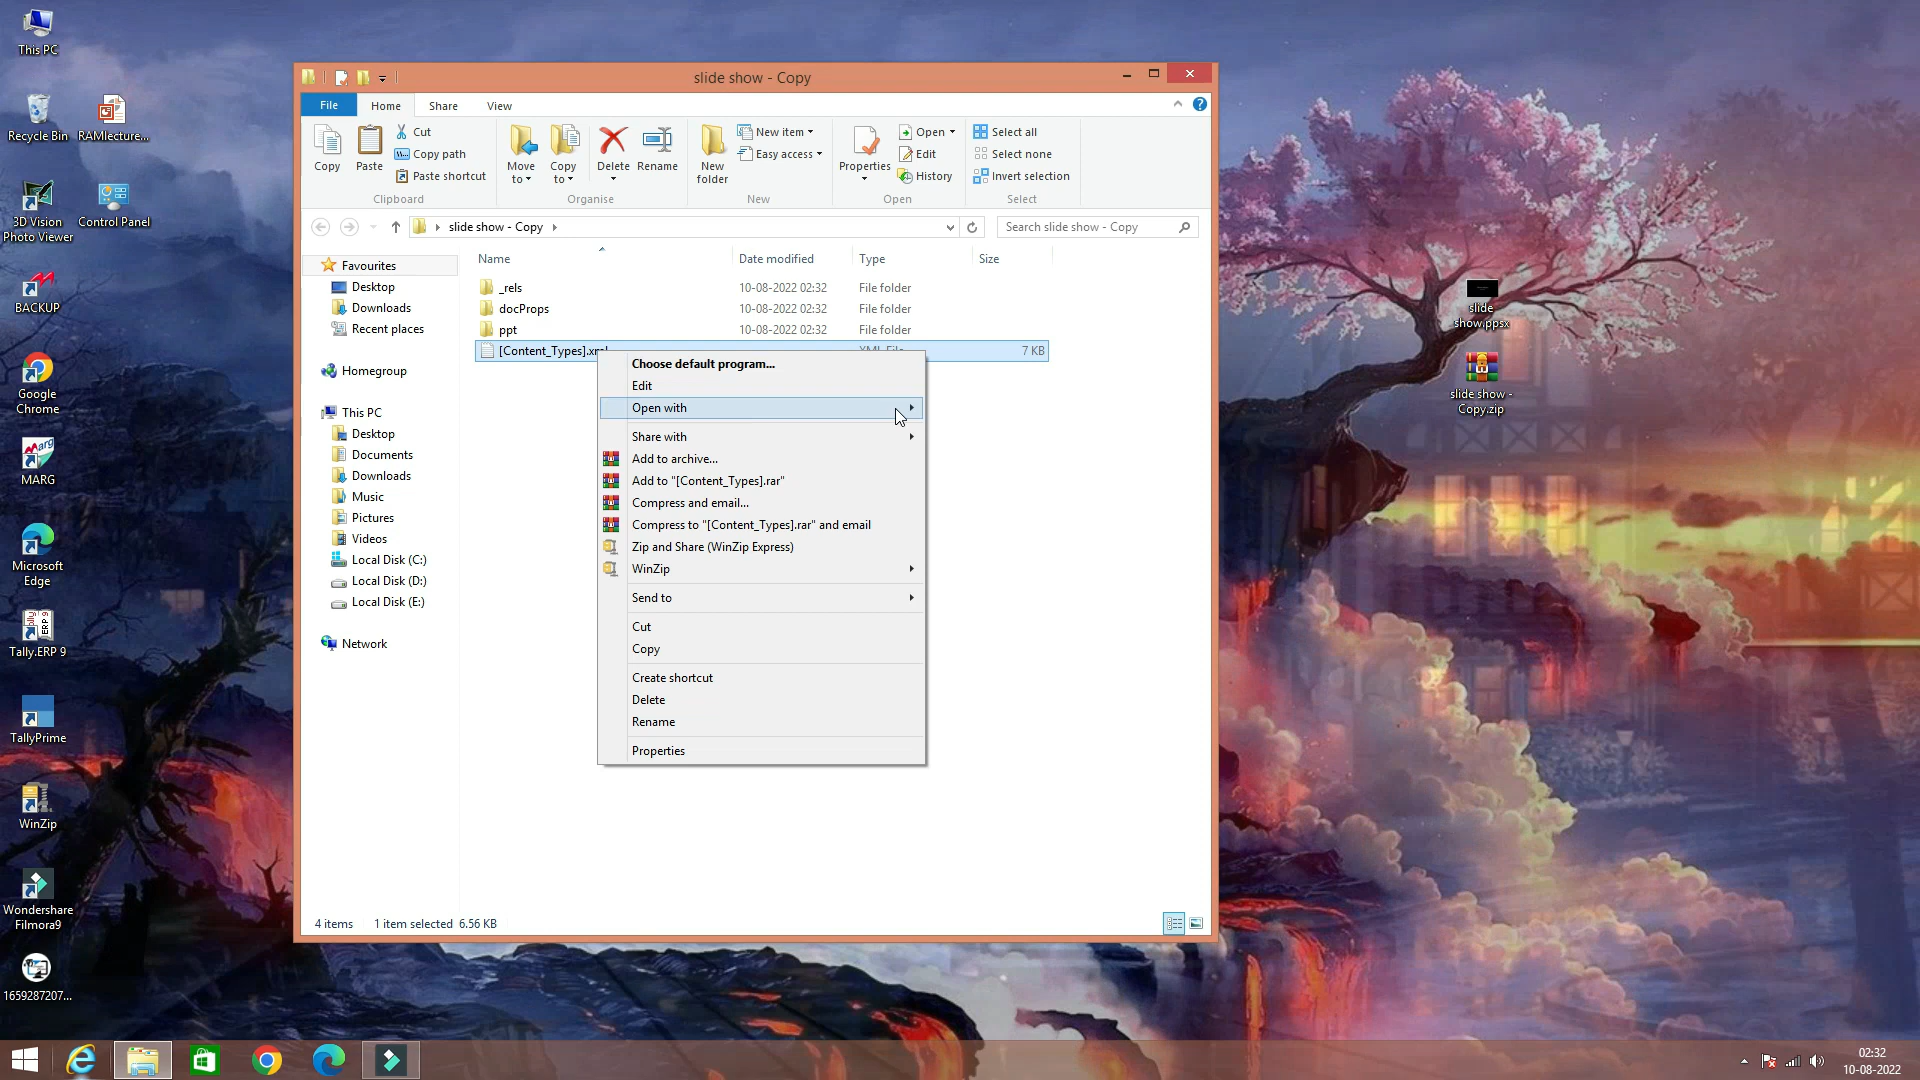 This PC
Recycle Bin
RAMlecture...
3D Vision
Photo Viewer
Control Panel
BACKUP
Google
Chrome
Marg
MARG
Microsoft
Edge
Tally
ERP 9
Tally.ERP 9
TallyPrime
WinZip
Wondershare
Filmora9
1659287207...
slide show - Copy
File
Home
Share
View
Copy
Paste
Cut
Copy path
Paste shortcut
Clipboard
Move
to
Copy
to
Delete
Rename
Organise
New
folder
New item
Easy access
New
Properties
Open
Edit
History
Open
Select all
Select none
Invert selection
Select
slide show - Copy
Search slide show - Copy
Favourites
Desktop
Downloads
Recent places
Homegroup
This PC
Desktop
Documents
Downloads
Music
Pictures
Videos
Local Disk (C:)
Local Disk (D:)
Local Disk (E:)
Network
Name Date modified Type Size
_rels 10-08-2022 02:32 File folder
docProps 10-08-2022 02:32 File folder
ppt 10-08-2022 02:32 File folder
7 KB
Choose default program...
Edit
Open with
Share with
Add to archive...
Add to "[Content_Types].rar"
Compress and email...
Compress to "[Content_Types].rar" and email
Zip and Share (WinZip Express)
WinZip
Send to
Cut
Copy
Create shortcut
Delete
Rename
Properties
4 items 1 item selected 6.56 KB
slide
show.ppsx
slide show -
Copy.zip
02:32
10-08-2022